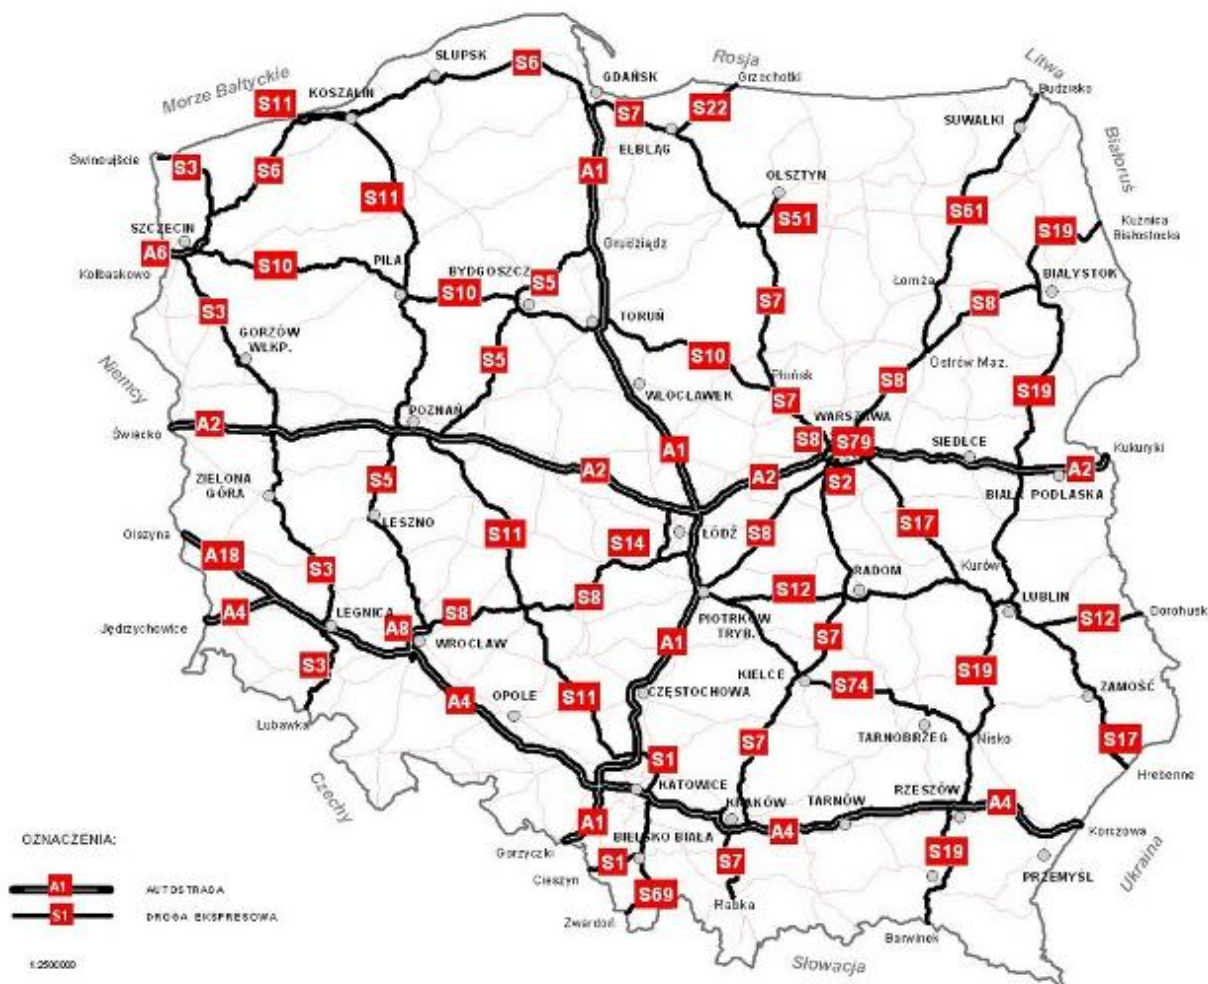 Rosja
Litwa
Morze Bałtyckie
SŁUPSK
S6
GDAŃSK
Grzechotki
Budzisko
S11
KOSZALIN
S7
S22
SUWAŁKI
Białoruś
ELBLĄG
Świnoujście
S3
S6
A1
OLSZTYN
S11
S51
S61
Kuźnica
Białostocka
S19
SZCZECIN
A6
Kołbaskowo
S10
PIŁA
BYDGOSZCZ
Grudziądz
S5
S10
Łomża
BIAŁYSTOK
S3
S7
S8
TORUŃ
GORZÓW
WLKP.
S5
S10
Ostrów Maz.
Niemcy
Płońsk
S8
S19
WŁOCŁAWEK
S7
POZNAŃ
WARSZAWA
Świecko
A2
S8
S79
SIEDLCE
Kukuryki
A1
A2
A2
S2
A2
BIAŁA PODLASKA
S5
ZIELONA
GÓRA
LESZNO
S17
Olszyna
S11
S14
ŁÓDŹ
S8
A18
S3
Kurów
RADOM
S12
S8
S8
LUBLIN
A4
LEGNICA
Jędrzychowice
A8
WROCŁAW
PIOTRKÓW
TRYB.
S12
Dorohusk
S3
A1
S7
S19
KIELCE
S74
ZAMOŚĆ
OPOLE
A4
S11
CZĘSTOCHOWA
Lubawka
TARNOBRZEG
Nisko
S17
S7
Hrebenne
S1
Czechy
KATOWICE
KRAKÓW
TARNÓW
RZESZÓW
A4
A1
A4
Korczowa
OZNACZENIA:
Gorzyczki
BIELSKO BIAŁA
S1
S7
S19
Ukraina
Cieszyn
PRZEMYŚL
A1
AUTOSTRADA
S69
Rabka
S1
DROGA EKSPRESOWA
Zwardoń
Barwinek
1:2500000
Słowacja